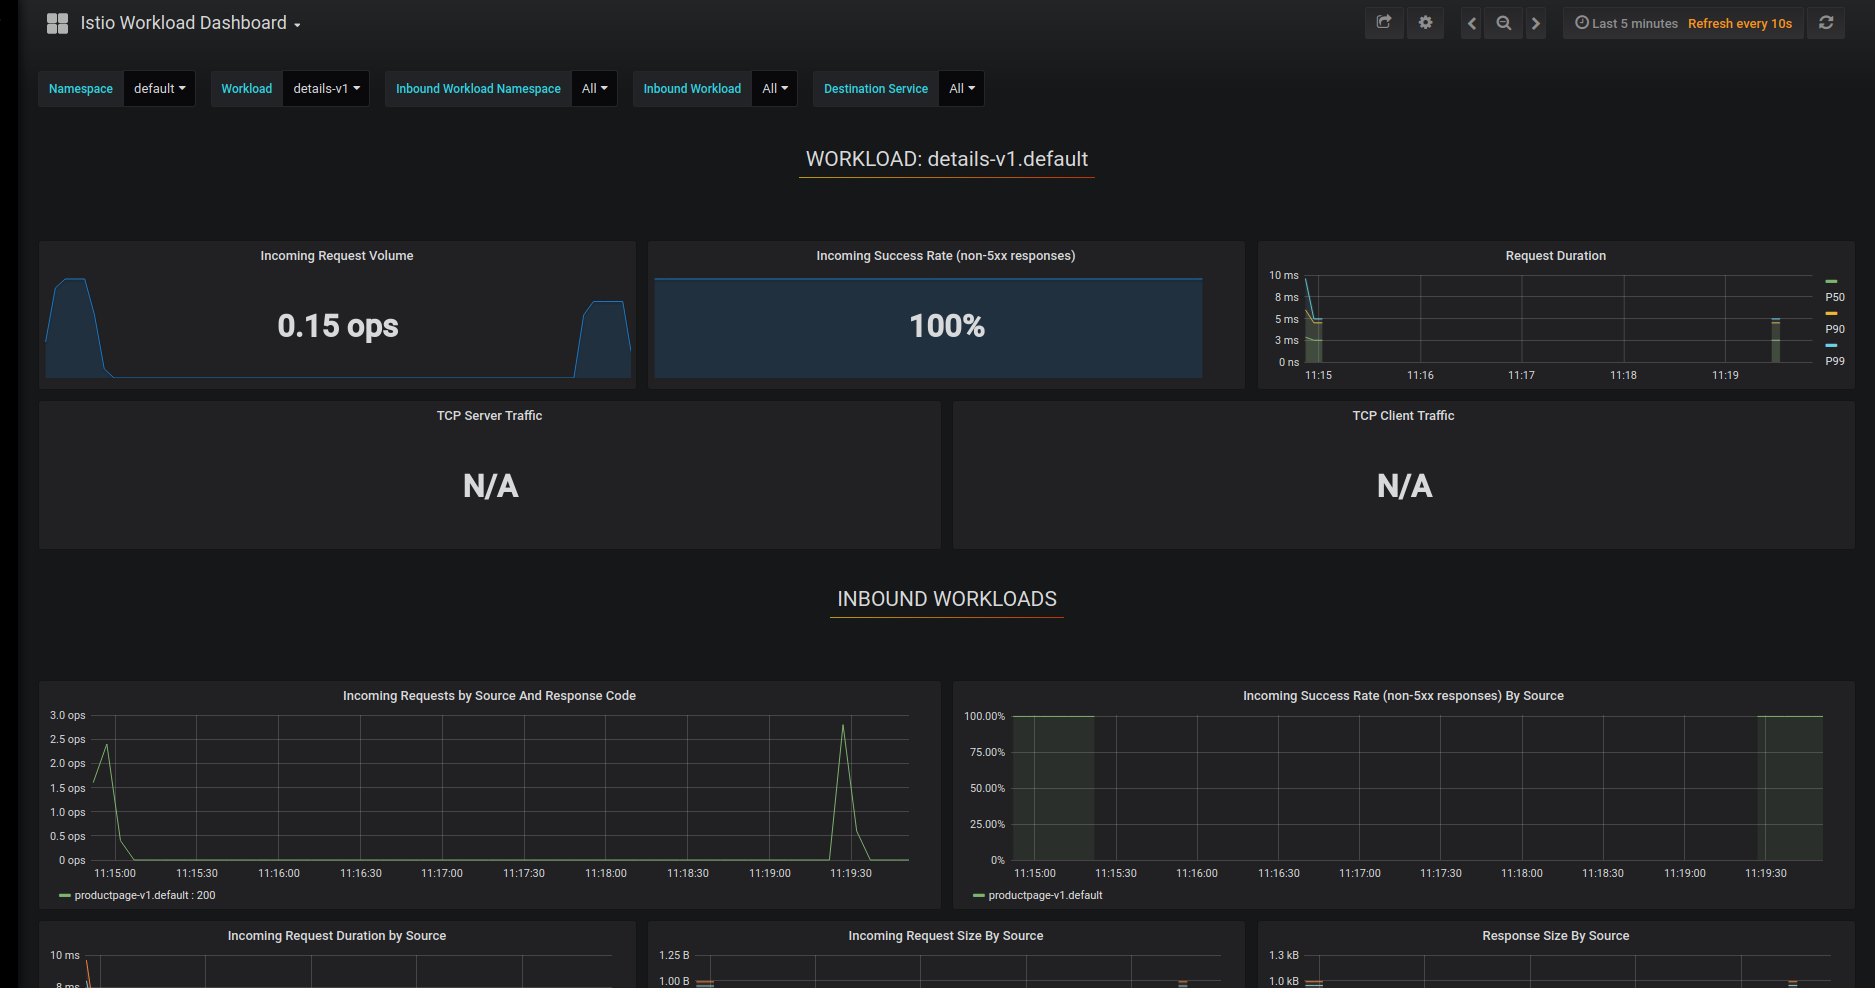 Istio Workload Dashboard
Last 5 minutes Refresh every 10s
Namespace default Workload details-v1 Inbound Workload Namespace All Inbound Workload All Destination Service All
WORKLOAD: details-v1.default
Incoming Request Volume
0.15 ops
Incoming Success Rate (non-5xx responses)
100%
Request Duration
10 ms
8 ms
5 ms
3 ms
0 ns
11:15 11:16 11:17 11:18 11:19
P50
P90
P99
TCP Server Traffic
N/A
TCP Client Traffic
N/A
INBOUND WORKLOADS
Incoming Requests by Source And Response Code
3.0 ops
2.5 ops
2.0 ops
1.5 ops
1.0 ops
0.5 ops
0 ops
11:15:00 11:15:30 11:16:00 11:16:30 11:17:00 11:17:30 11:18:00 11:18:30 11:19:00 11:19:30
productpage-v1.default : 200
Incoming Success Rate (non-5xx responses) By Source
100.00%
75.00%
50.00%
25.00%
0%
11:15:00 11:15:30 11:16:00 11:16:30 11:17:00 11:17:30 11:18:00 11:18:30 11:19:00 11:19:30
productpage-v1.default
Incoming Request Duration by Source
10 ms
8 ms
Incoming Request Size By Source
1.25 B
1.00 B
Response Size By Source
1.3 kB
1.0 kB